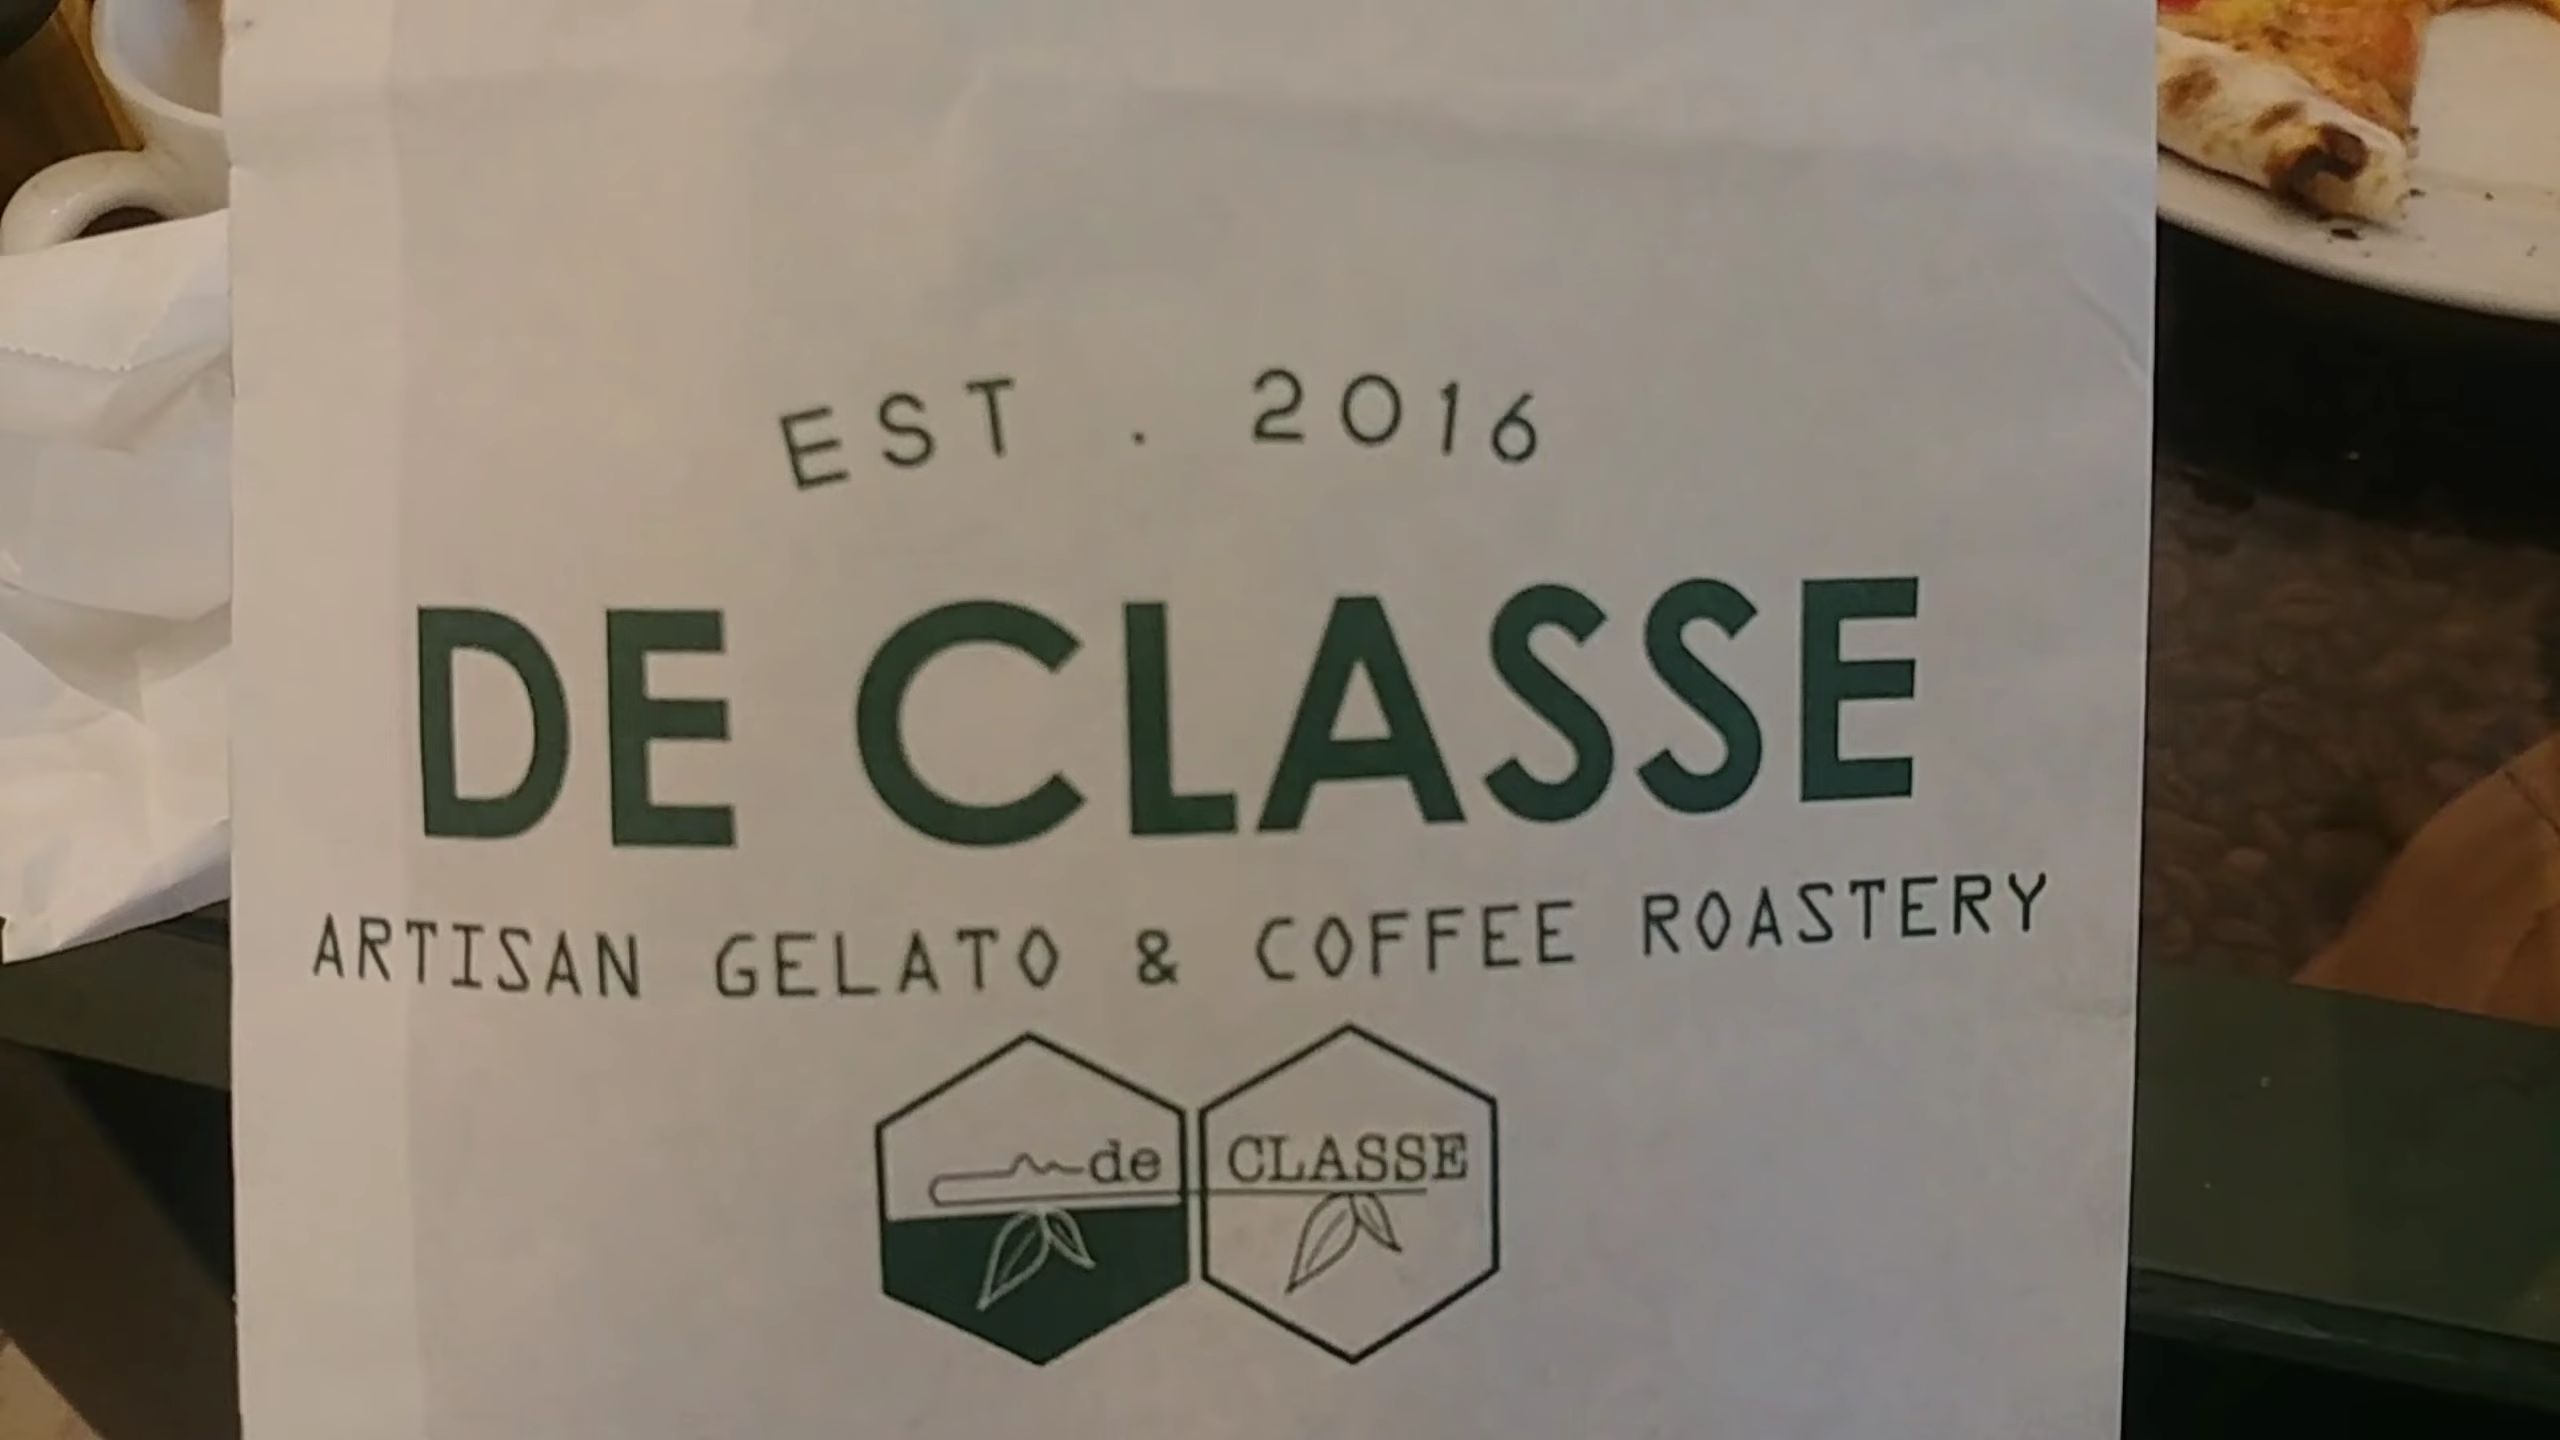 EST . 2016
DE CLASSE
ARTISAN GELATO & COFFEE ROASTERY
de CLASSE